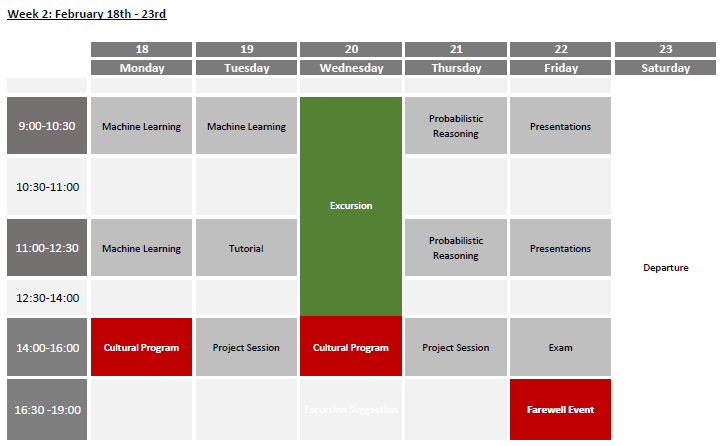 Week 2: February 18th - 23rd
18 19 20 21 22 23
Monday Tuesday Wednesday Thursday Friday Saturday
9:00-10:30 Machine Learning Machine Learning Probabilistic Reasoning Presentations
10:30-11:00
Excursion
11:00-12:30 Machine Learning Tutorial Probabilistic Reasoning Presentations
Departure
12:30-14:00
14:00-16:00 Cultural Program Project Session Cultural Program Project Session Exam
16:30 -19:00 Excursion Suggestion Farewell Event